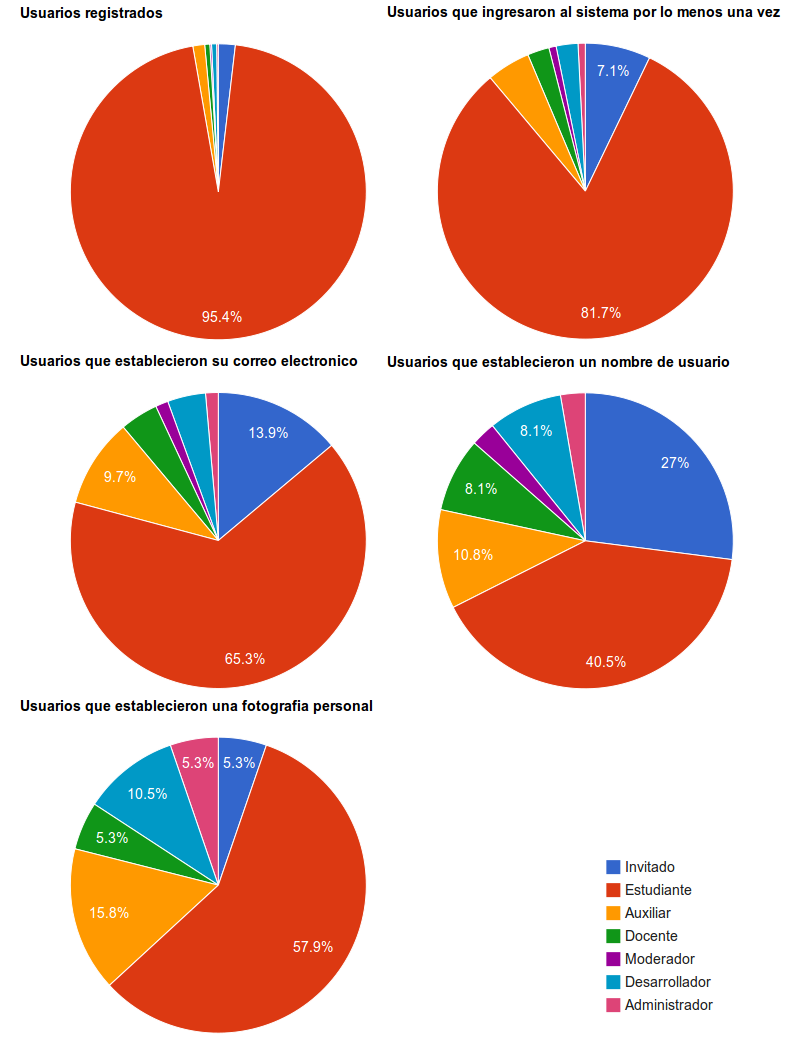 Usuarios registrados
95.4%
Usuarios que ingresaron al sistema por lo menos una vez
7.1%
81.7%
Usuarios que establecieron su correo electronico
13.9%
9.7%
65.3%
Usuarios que establecieron un nombre de usuario
8.1%
27%
8.1%
10.8%
40.5%
Usuarios que establecieron una fotografia personal
5.3%
5.3%
10.5%
5.3%
15.8%
57.9%
Invitado
Estudiante
Auxiliar
Docente
Moderador
Desarrollador
Administrador